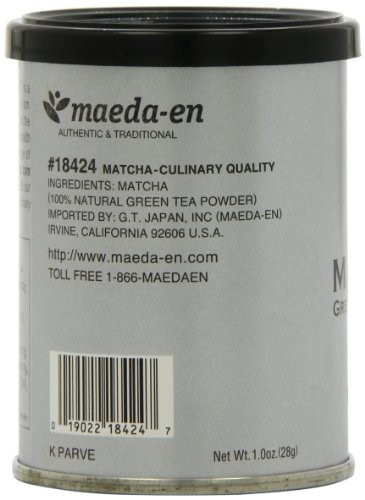 maeda-en
AUTHENTIC & TRADITIONAL
#18424 MATCHA-CULINARY QUALITY
INGREDIENTS: MATCHA
(100% NATURAL GREEN TEA POWDER)
IMPORTED BY: G.T. JAPAN, INC (MAEDA-EN)
IRVINE, CALIFORNIA 92606 U.S.A.
http://www.maeda-en.com
TOLL FREE 1-866-MAEDAEN
0 19022 18424 7
K PARVE
Net Wt. 1.0oz.(28g)